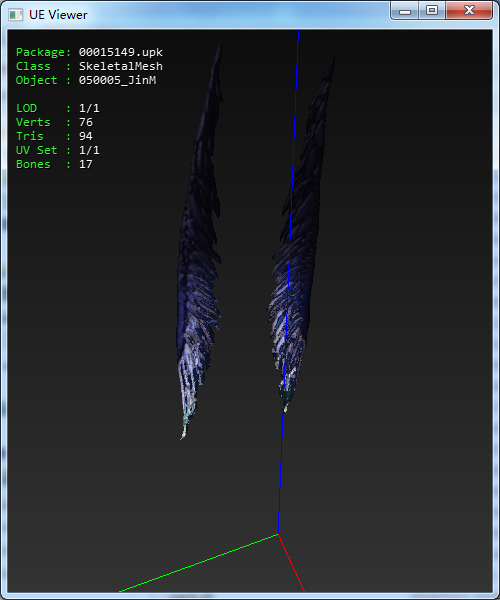 UE Viewer
Package: 00015149.upk
Class : SkeletalMesh
Object : 050005_JinM
LOD : 1/1
Verts : 76
Tris : 94
UV Set : 1/1
Bones : 17